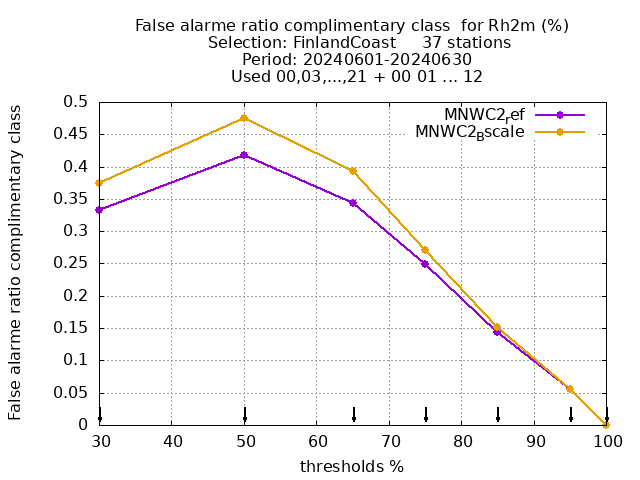 False alarme ratio complimentary class  for Rh2m (%)
Selection: FinlandCoast     37 stations
Period: 20240601-20240630
Used 00,03,...,21 + 00 01 ... 12
MNWC2_ref
MNWC2_Bscale
False alarme ratio complimentary class
0.5
0.45
0.4
0.35
0.3
0.25
0.2
0.15
0.1
0.05
0
30 40 50 60 70 80 90 100
thresholds %